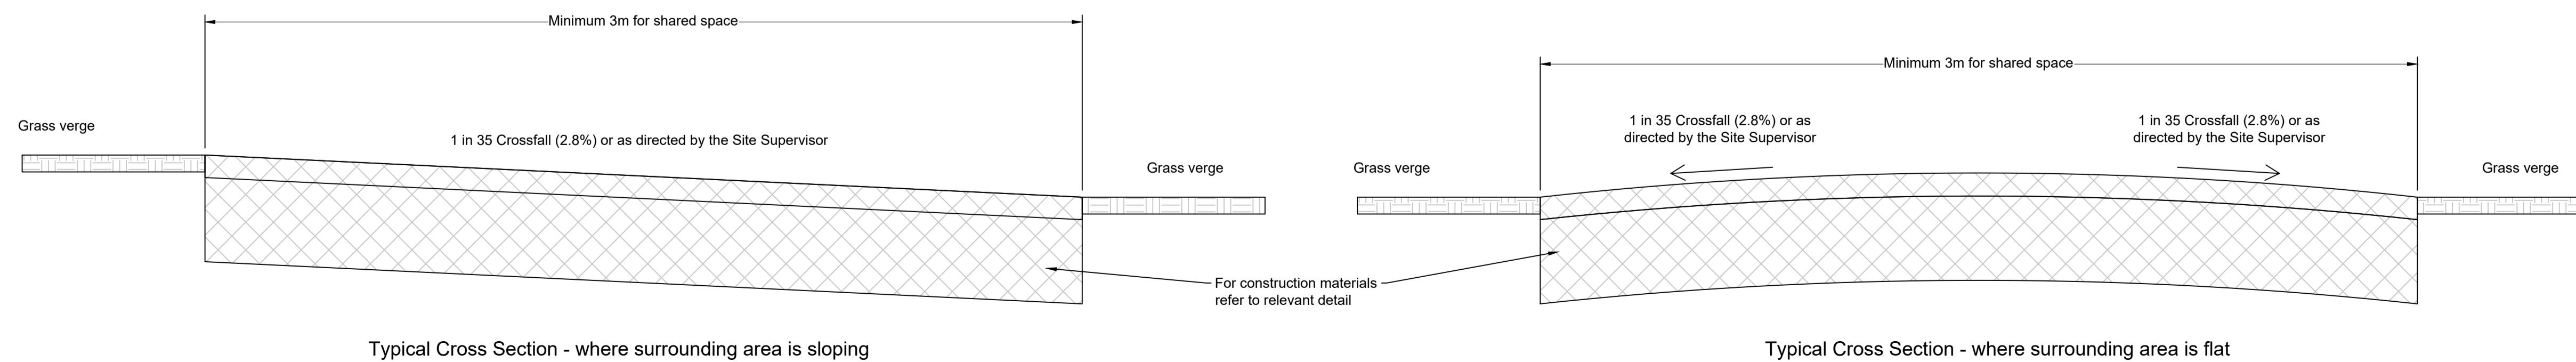 Minimum 3m for shared space
Grass verge
1 in 35 Crossfall (2.8%) or as directed by the Site Supervisor
Grass verge
For construction materials
refer to relevant detail
Typical Cross Section - where surrounding area is sloping
Minimum 3m for shared space
1 in 35 Crossfall (2.8%) or as
directed by the Site Supervisor
1 in 35 Crossfall (2.8%) or as
directed by the Site Supervisor
Grass verge
Grass verge
Typical Cross Section - where surrounding area is flat